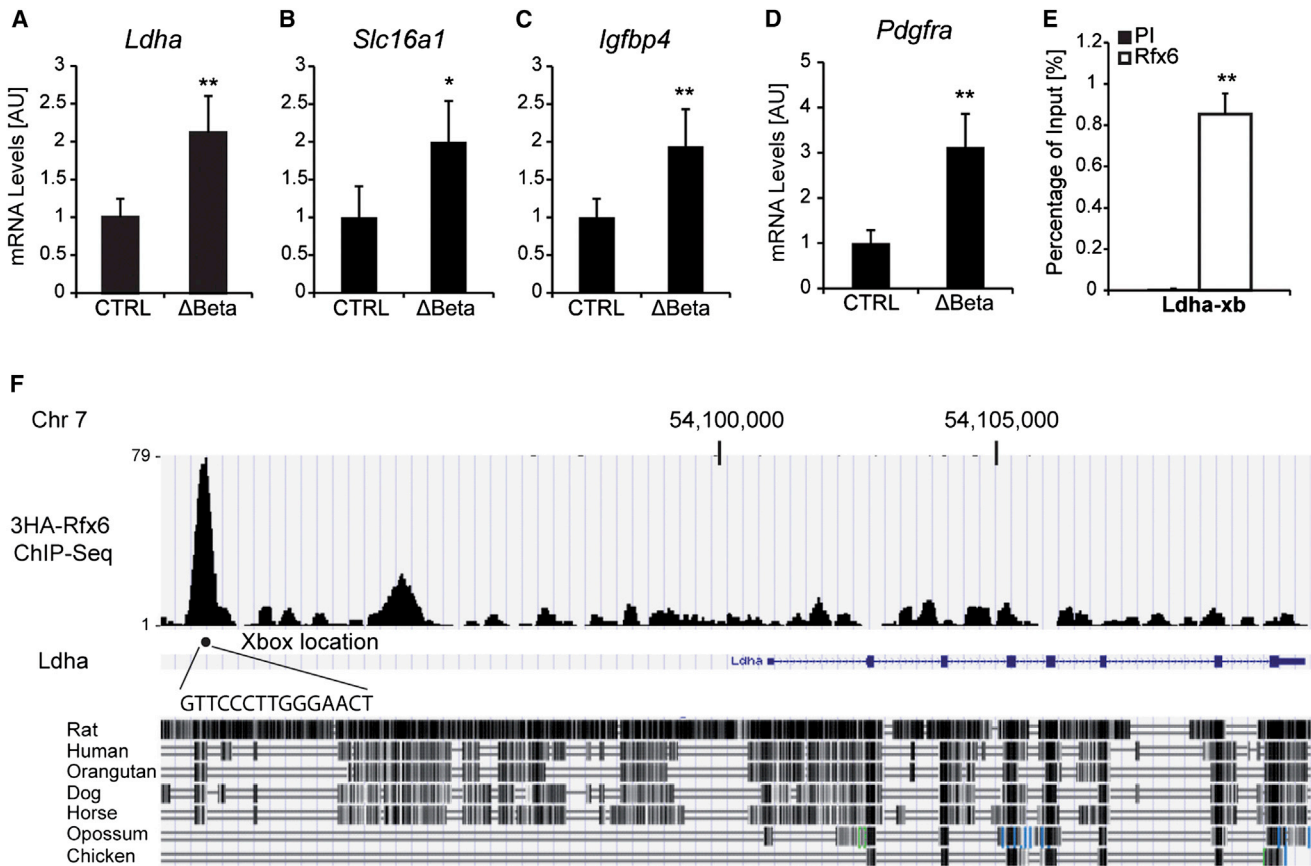 A
Ldha
mRNA Levels [AU]
3
2.5
2
1.5
1
0.5
0
**
CTRL
ΔBeta
B
Slc16a1
3
2.5
2
1.5
1
0.5
0
*
CTRL
ΔBeta
C
Igfbp4
3
2.5
2
1.5
1
0.5
0
**
CTRL
ΔBeta
D
Pdgfra
mRNA Levels [AU]
5
4
3
2
1
0
**
CTRL
ΔBeta
E
PI
Rfx6
Percentage of Input [%]
1.2
1
0.8
0.6
0.4
0.2
0
**
Ldha-xb
F
Chr 7
54,100,000
54,105,000
79
3HA-Rfx6
ChIP-Seq
1
Xbox location
Ldha
Ldha
GTTCCCTTGGGAACT
Rat
Human
Orangutan
Dog
Horse
Opossum
Chicken